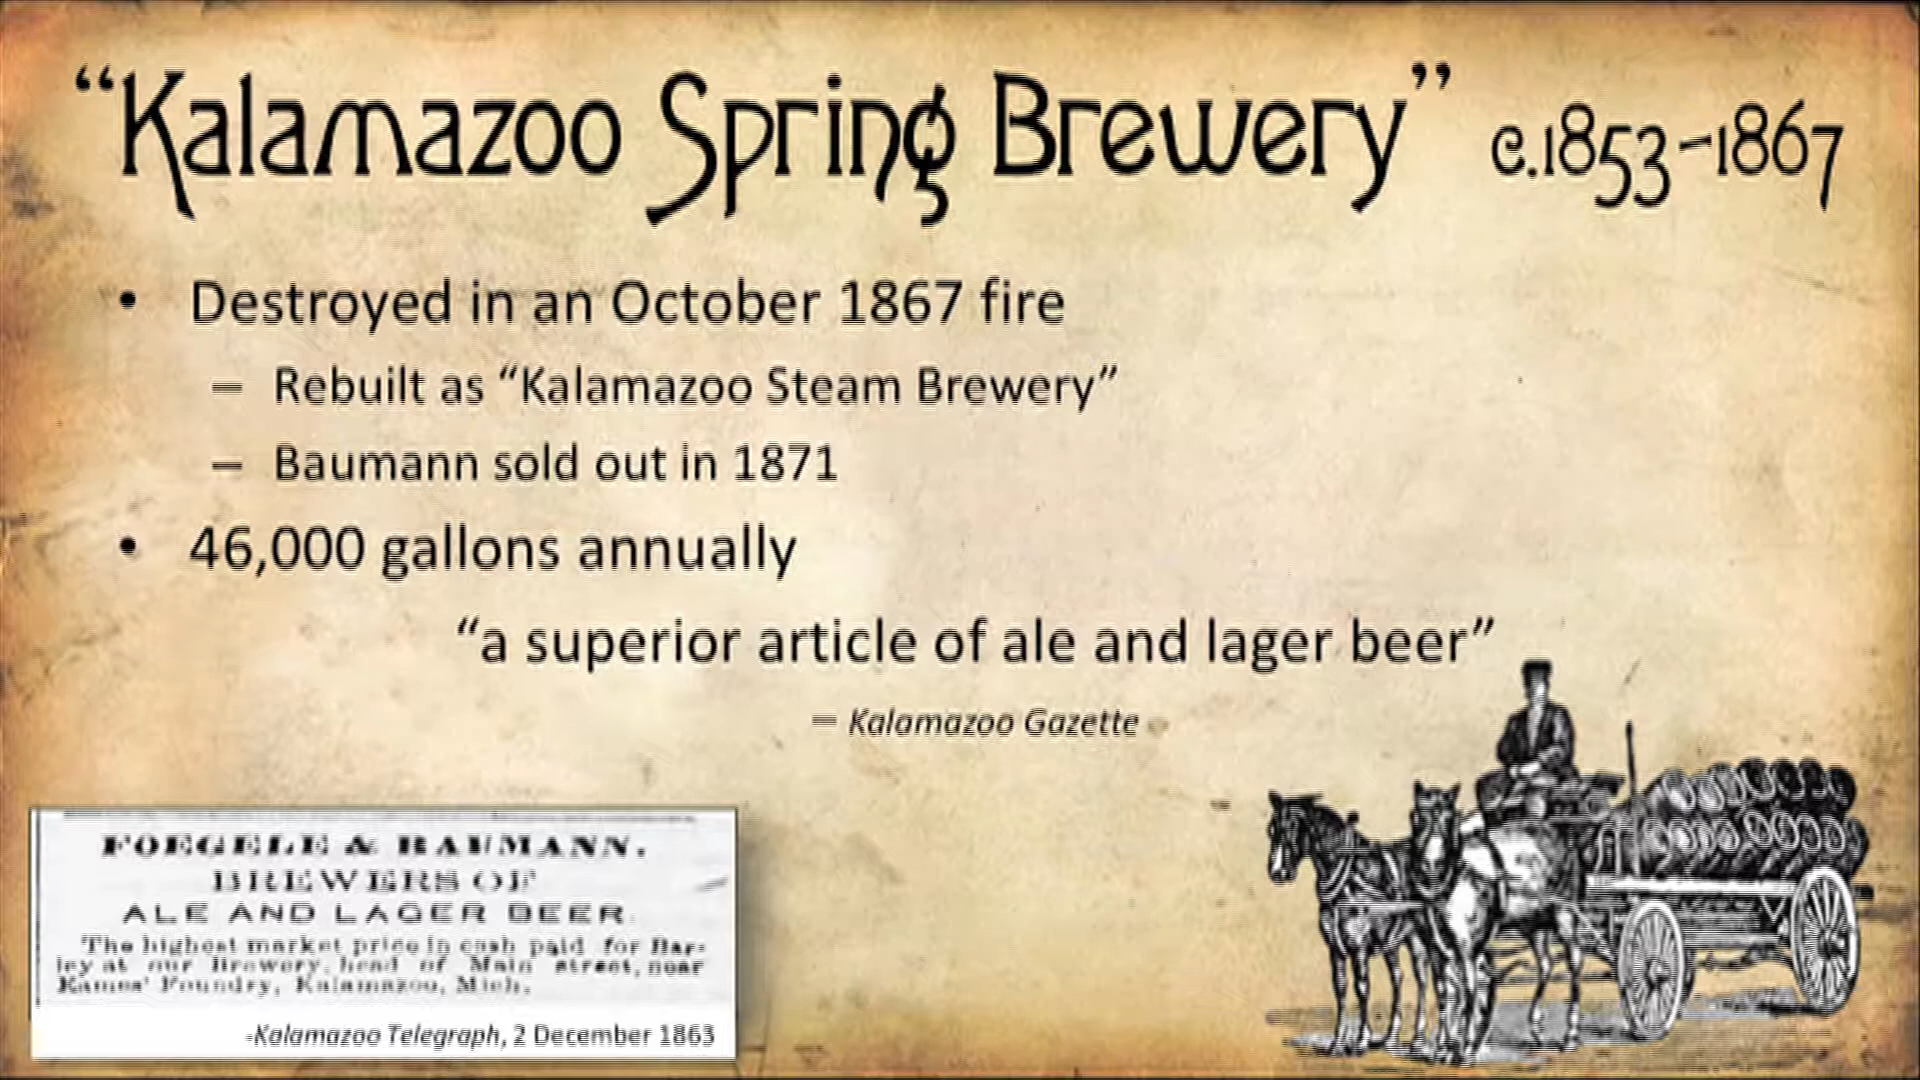 “Kalamazoo Spring Brewery” c.1853-1867
• Destroyed in an October 1867 fire
– Rebuilt as “Kalamazoo Steam Brewery”
– Baumann sold out in 1871
• 46,000 gallons annually
“a superior article of ale and lager beer”
– Kalamazoo Gazette
FOEGELE & BAUMANN.
BREWERS OF
ALE AND LAGER BEER.
The highest market price in cash paid for Bar-
ley at our Brewery, head of Main street, near
Foundry, Kalamazoo, Mich.
-Kalamazoo Telegraph, 2 December 1863